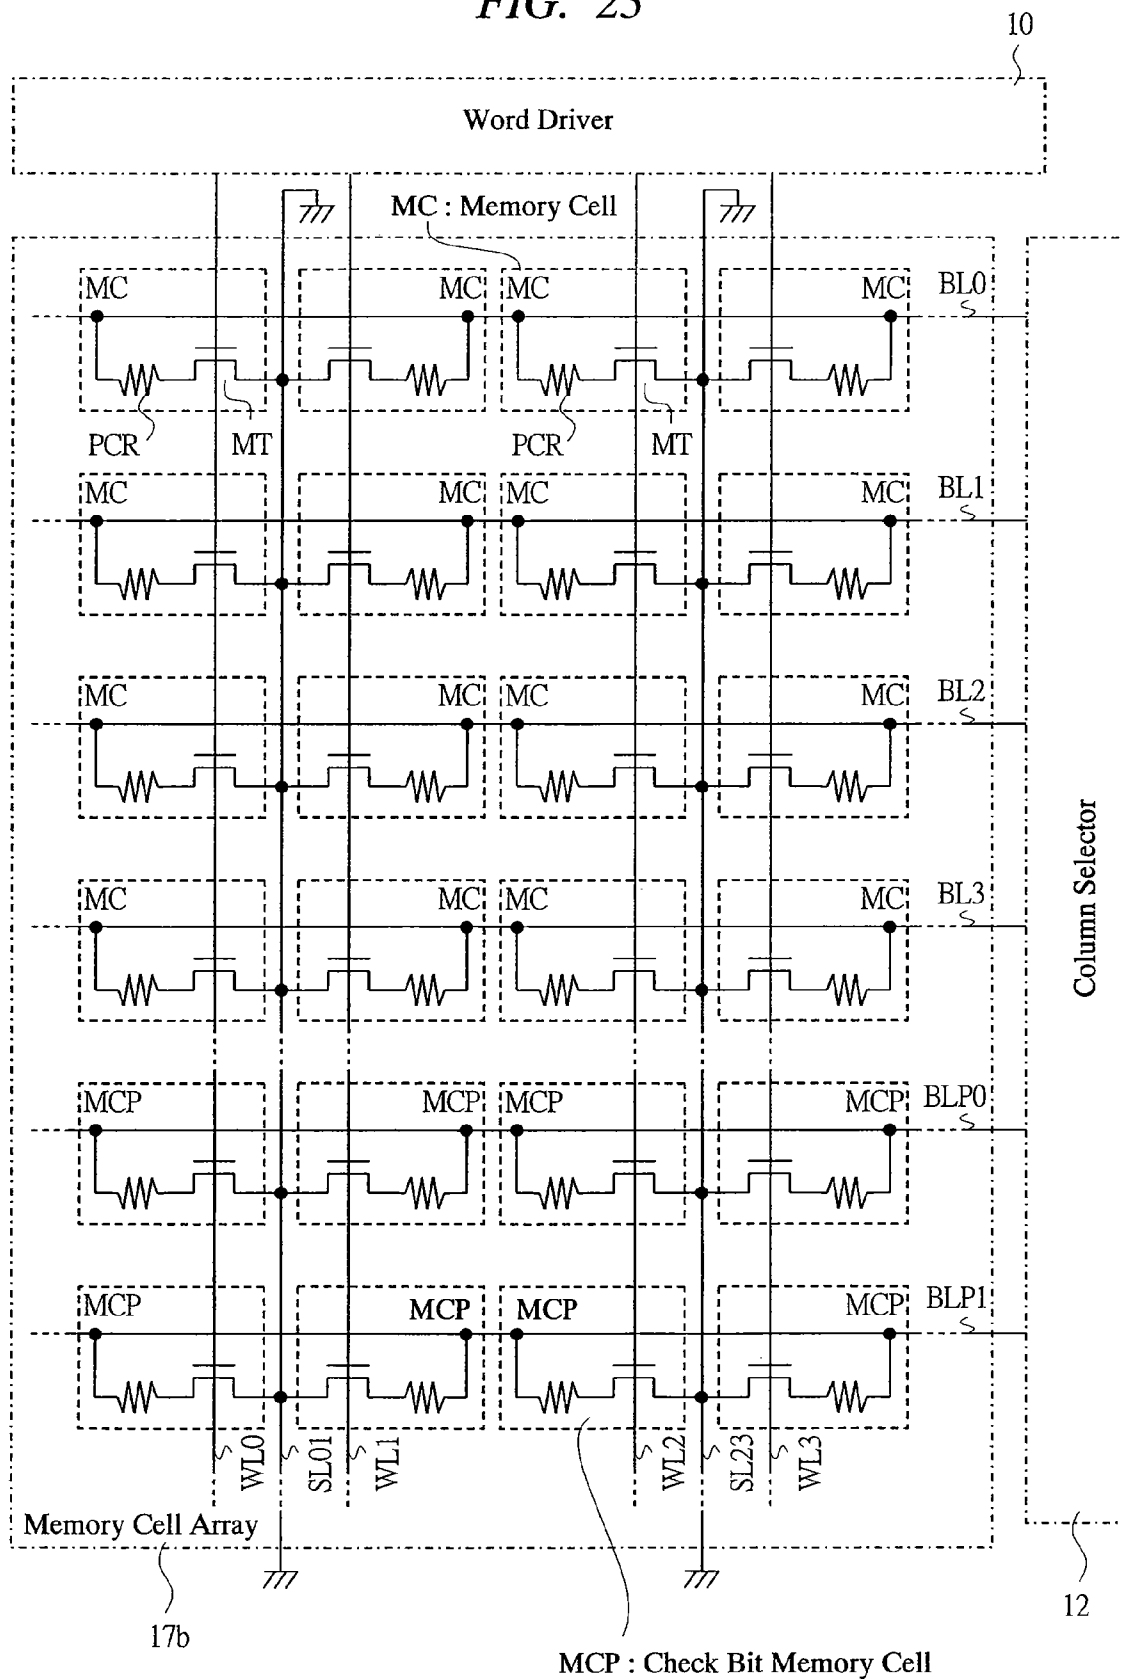 FIG. 25
10
Word Driver
MC : Memory Cell
MC MC MC MC BL0
PCR MT PCR MT
MC MC MC MC BL1
MC MC MC MC BL2
MC MC MC MC BL3
Column Selector
MCP MCP MCP MCP BLP0
MCP MCP MCP MCP BLP1
WL0 SL01 WL1 WL2 SL23 WL3
Memory Cell Array
17b
12
MCP : Check Bit Memory Cell